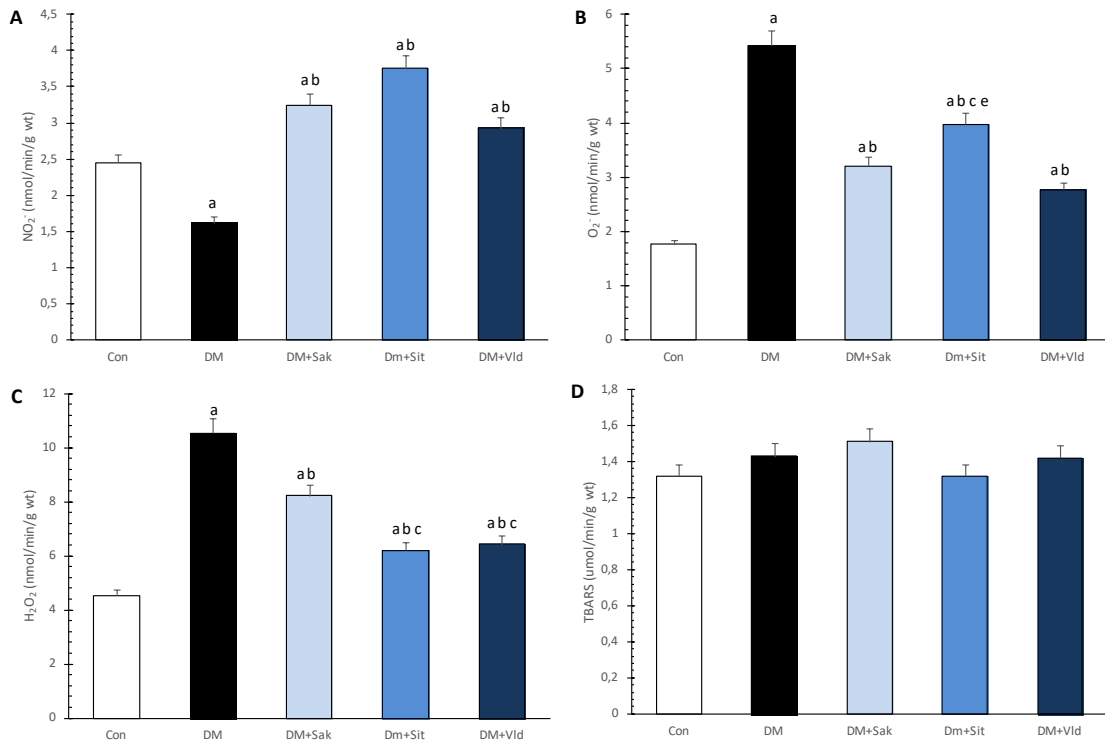 A
NO₂⁻ (nmol/min/g wt)
4,5
4
3,5
3
2,5
2
1,5
1
0,5
0
a
a b
a b
a b
Con DM DM+Sak Dm+Sit DM+Vld
B
O₂⁻ (nmol/min/g wt)
6
5
4
3
2
1
0
a
a b
a b c e
a b
Con DM DM+Sak Dm+Sit DM+Vld
C
H₂O₂ (nmol/min/g wt)
12
10
8
6
4
2
0
a
a b
a b c
a b c
Con DM DM+Sak Dm+Sit DM+Vld
D
TBARS (umol/min/g wt)
1,8
1,6
1,4
1,2
1
0,8
0,6
0,4
0,2
0
Con DM DM+Sak Dm+Sit DM+Vld